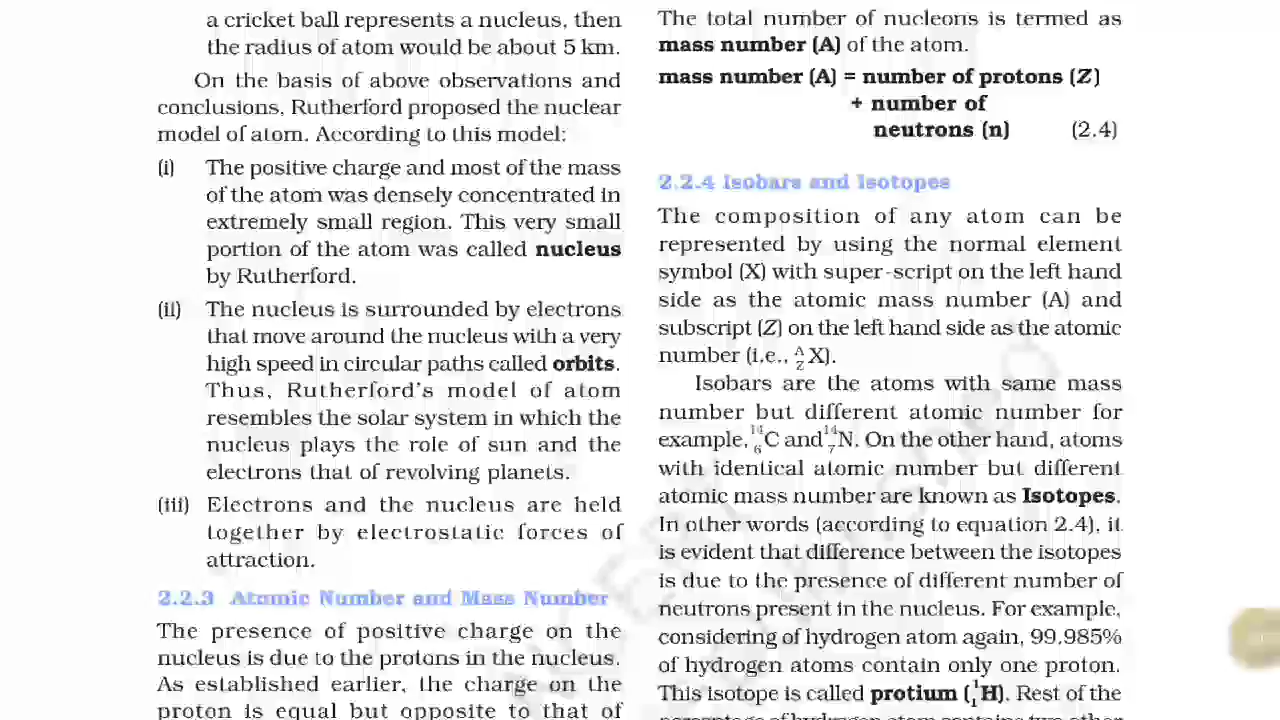 a cricket ball represents a nucleus, then
the radius of atom would be about 5 km.
On the basis of above observations and
conclusions, Rutherford proposed the nuclear
model of atom. According to this model:
(i) The positive charge and most of the mass
of the atom was densely concentrated in
extremely small region. This very small
portion of the atom was called nucleus
by Rutherford.
(ii) The nucleus is surrounded by electrons
that move around the nucleus with a very
high speed in circular paths called orbits.
Thus, Rutherford's model of atom
resembles the solar system in which the
nucleus plays the role of sun and the
electrons that of revolving planets.
(iii) Electrons and the nucleus are held
together by electrostatic forces of
attraction.
2.2.3 Atomic Number and Mass Number
The presence of positive charge on the
nucleus is due to the protons in the nucleus.
As established earlier, the charge on the
proton is equal but opposite to that of
The total number of nucleons is termed as
mass number (A) of the atom.
mass number (A) = number of protons (Z)
+ number of
neutrons (n) (2.4)
2.2.4 Isobars and Isotopes
The composition of any atom can be
represented by using the normal element
symbol (X) with super-script on the left hand
side as the atomic mass number (A) and
subscript (Z) on the left hand side as the atomic
number (i.e., ᴬ_Z X).
Isobars are the atoms with same mass
number but different atomic number for
example, ¹⁴₆C and ¹⁴₇N. On the other hand, atoms
with identical atomic number but different
atomic mass number are known as Isotopes.
In other words (according to equation 2.4), it
is evident that difference between the isotopes
is due to the presence of different number of
neutrons present in the nucleus. For example,
considering of hydrogen atom again, 99.985%
of hydrogen atoms contain only one proton.
This isotope is called protium (¹₁H). Rest of the
percentage of hydrogen atom contains two other